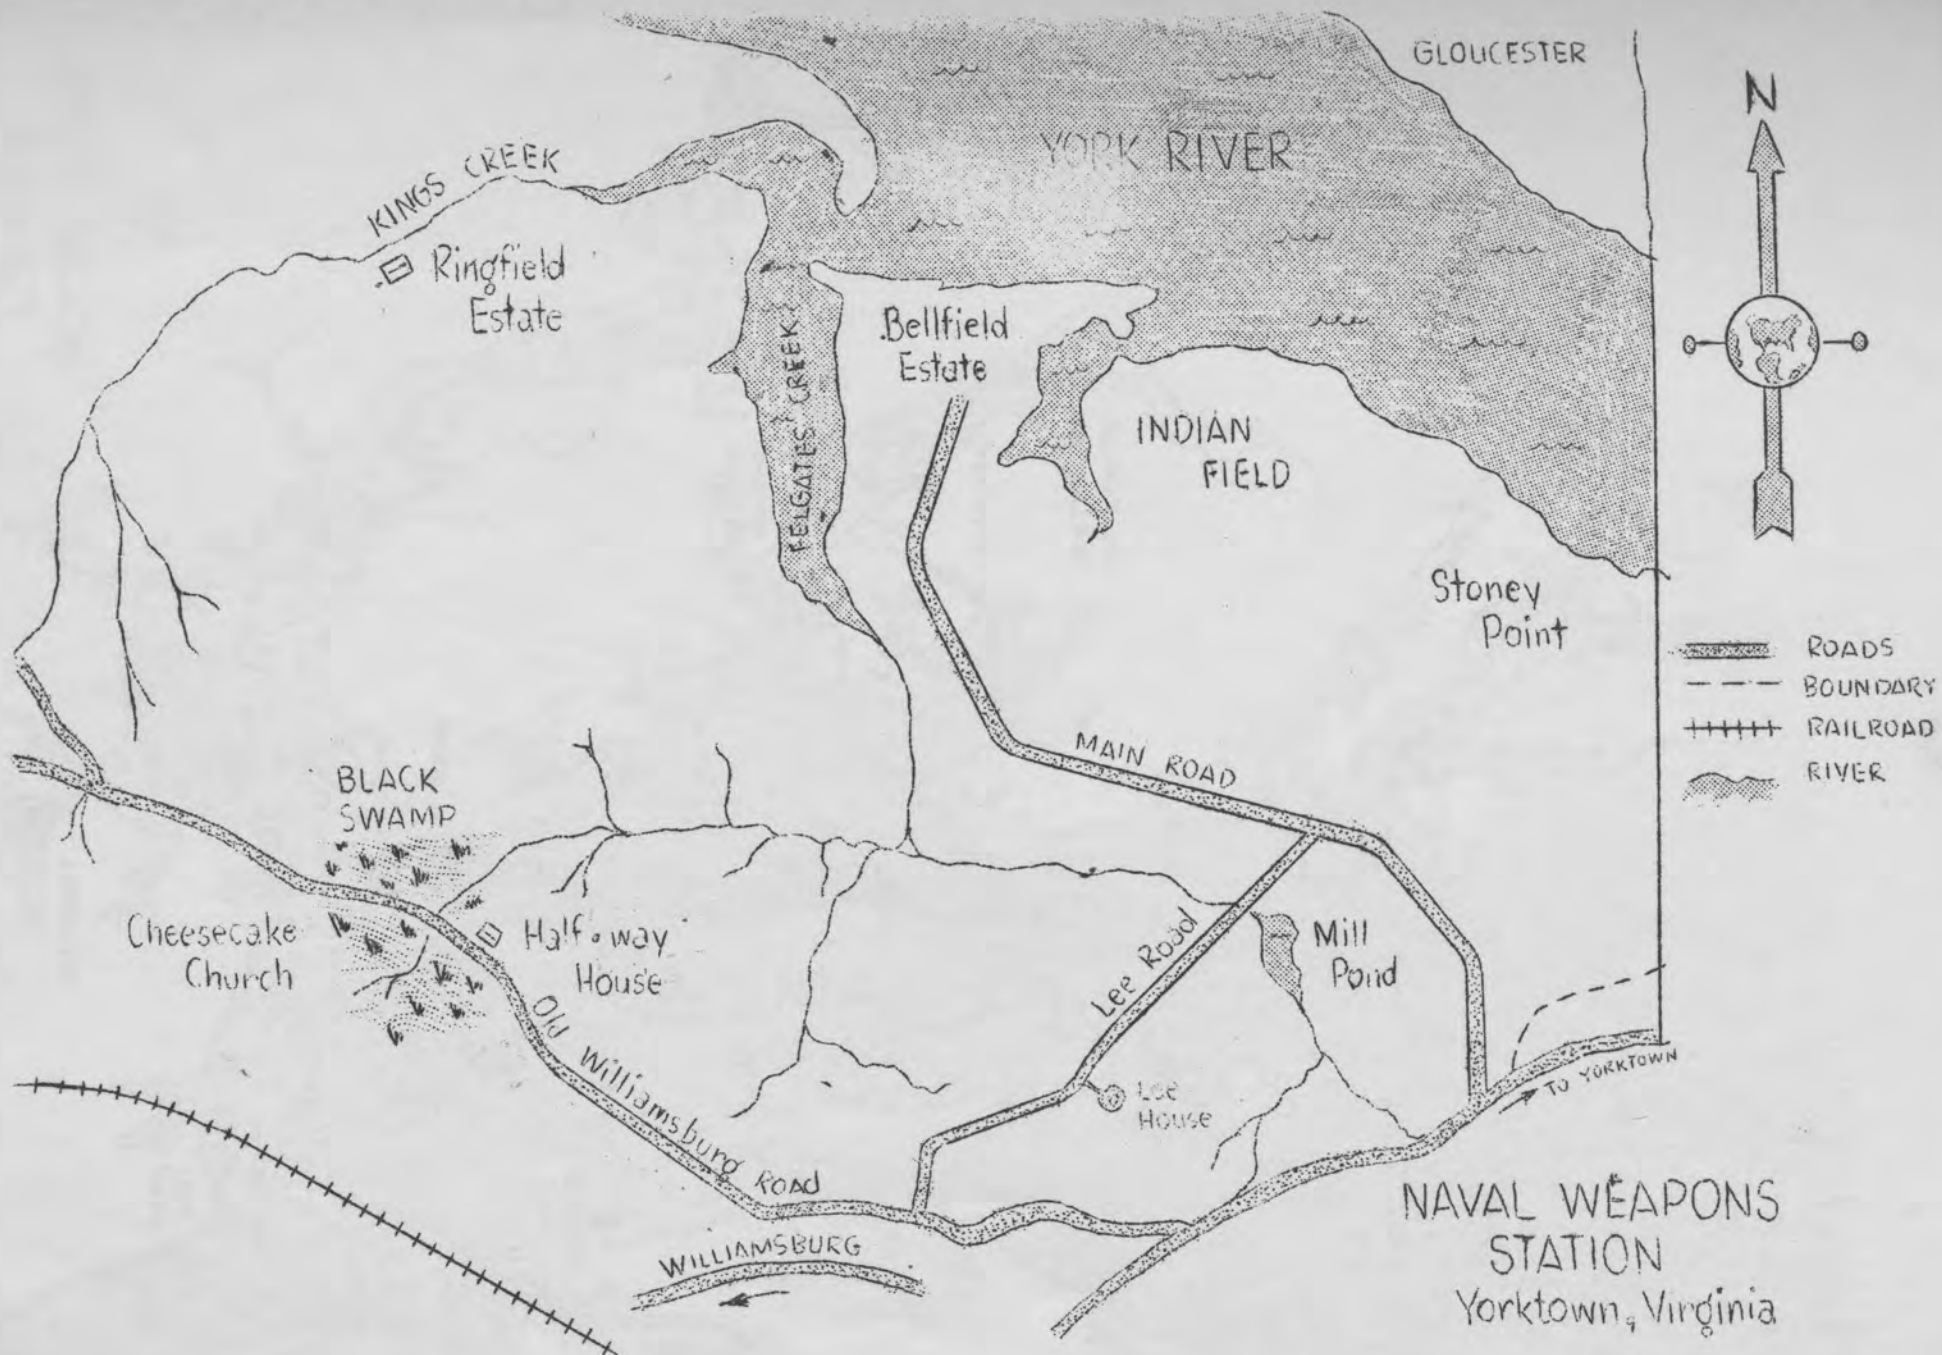 GLOUCESTER
N
YORK RIVER
KINGS CREEK
Ringfield
Estate
Bellfield
Estate
FELGATES CREEK
INDIAN
FIELD
Stoney
Point
ROADS
BOUNDARY
RAILROAD
RIVER
MAIN ROAD
BLACK
SWAMP
Cheesecake
Church
Half-way
House
Lee Road
Mill
Pond
Old Williamsburg ROAD
Lee
House
TO YORKTOWN
WILLIAMSBURG
NAVAL WEAPONS
STATION
Yorktown, Virginia